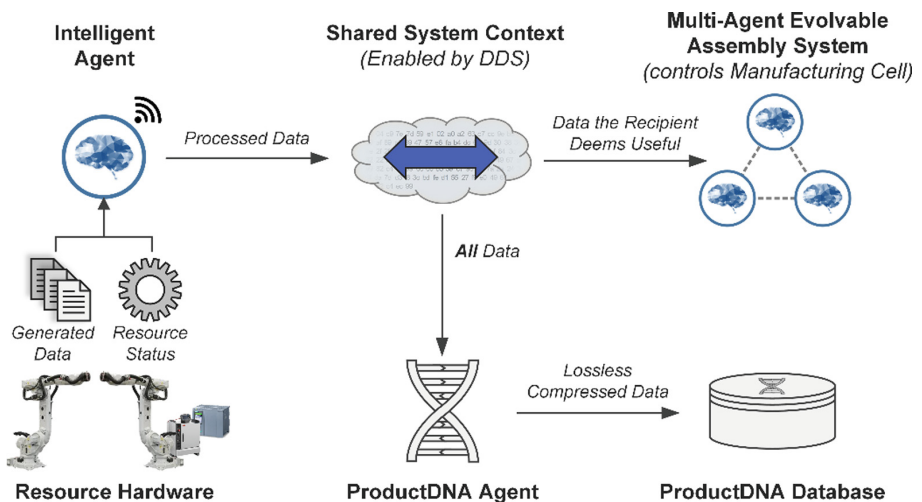 Intelligent
Agent
Shared System Context
(Enabled by DDS)
Multi-Agent Evolvable
Assembly System
(controls Manufacturing Cell)
Processed Data
Data the Recipient
Deems Useful
All Data
Generated
Data
Resource
Status
Lossless
Compressed Data
Resource Hardware
ProductDNA Agent
ProductDNA Database